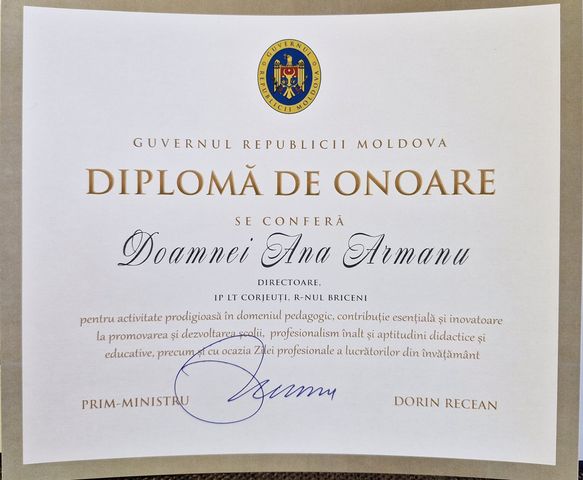 GUVERNUL REPUBLICII MOLDOVA
GUVERNUL REPUBLICII MOLDOVA
DIPLOMĂ DE ONOARE
SE CONFERĂ
Doamnei Ana Armanu
DIRECTOARE,
IP LT CORJEUȚI, R-NUL BRICENI
pentru activitate prodigioasă în domeniul pedagogic, contribuție esențială și inovatoare
la promovarea și dezvoltarea școlii, profesionalism înalt și aptitudini didactice și
educative, precum și cu ocazia Zilei profesionale a lucrătorilor din învățământ
PRIM-MINISTRU DORIN RECEAN